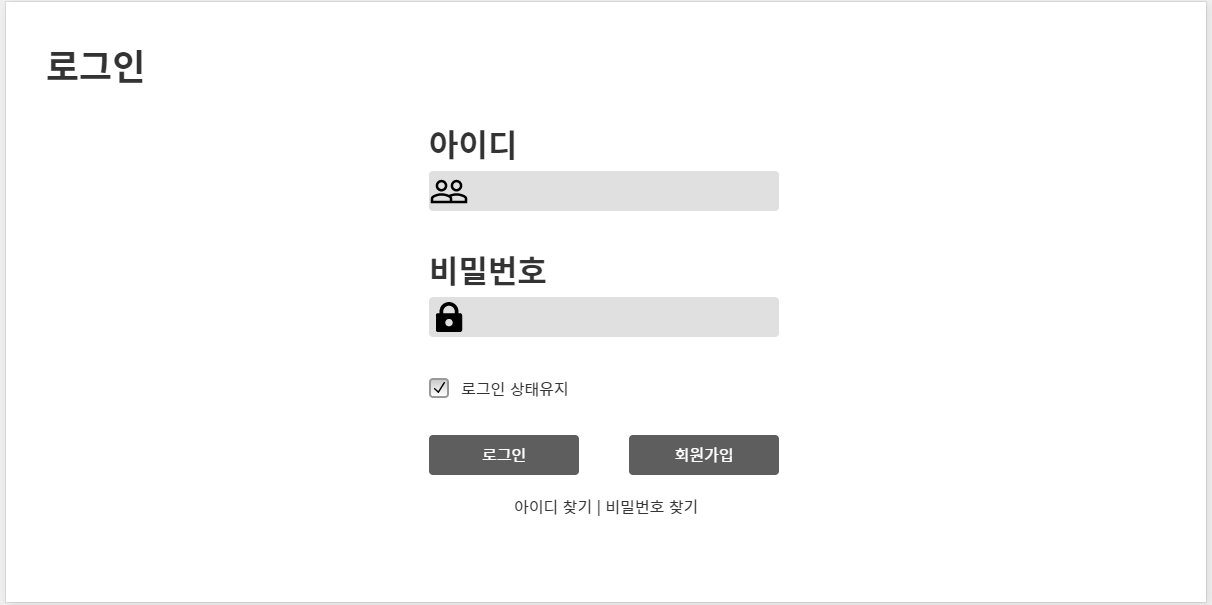 로그인
아이디
비밀번호
로그인 상태유지
로그인 회원가입
아이디 찾기 | 비밀번호 찾기